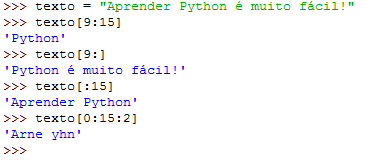 >>> texto = "Aprender Python é muito fácil!"
>>> texto[9:15]
'Python'
>>> texto[9:]
'Python é muito fácil!'
>>> texto[:15]
'Aprender Python'
>>> texto[0:15:2]
'Arne yhn'
>>>